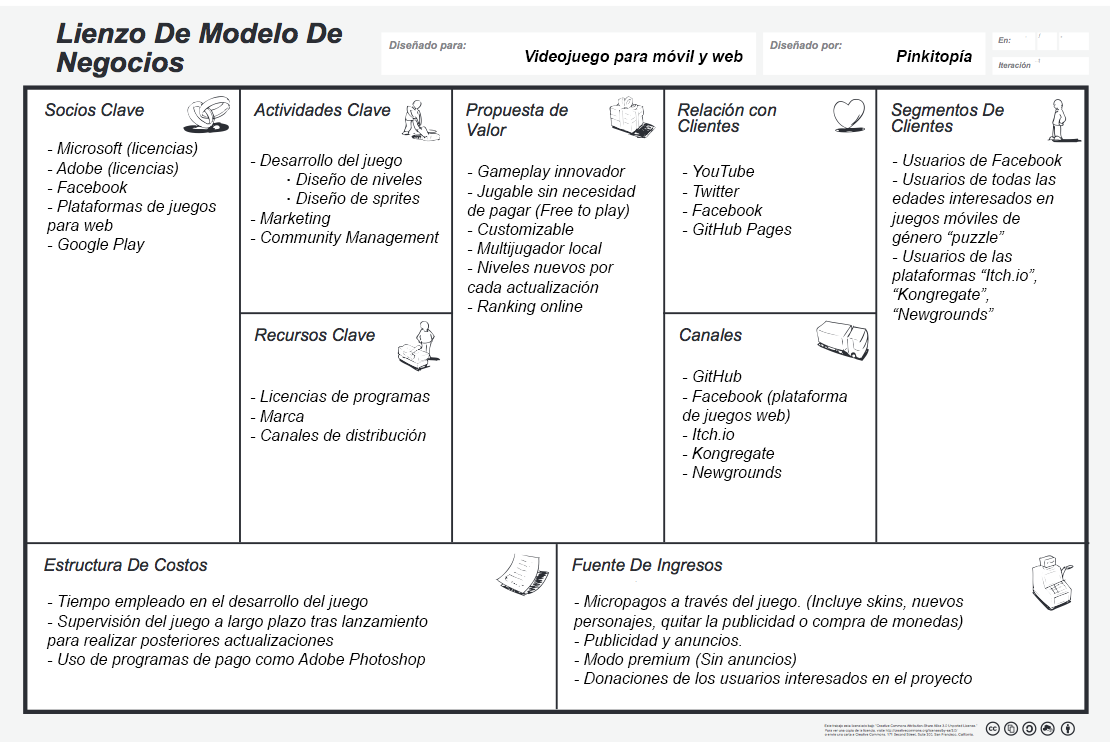 Lienzo De Modelo De
Negocios
Diseñado para:
Videojuego para móvil y web
Diseñado por:
Pinkitopía
En:
Iteración
Socios Clave
- Microsoft (licencias)
- Adobe (licencias)
- Facebook
- Plataformas de juegos
para web
- Google Play
Actividades Clave
- Desarrollo del juego
· Diseño de niveles
· Diseño de sprites
- Marketing
- Community Management
Recursos Clave
- Licencias de programas
- Marca
- Canales de distribución
Propuesta de
Valor
- Gameplay innovador
- Jugable sin necesidad
de pagar (Free to play)
- Customizable
- Multijugador local
- Niveles nuevos por
cada actualización
- Ranking online
Relación con
Clientes
- YouTube
- Twitter
- Facebook
- GitHub Pages
Canales
- GitHub
- Facebook (plataforma
de juegos web)
- Itch.io
- Kongregate
- Newgrounds
Segmentos De
Clientes
- Usuarios de Facebook
- Usuarios de todas las
edades interesados en
juegos móviles de
género “puzzle”
- Usuarios de las
plataformas “Itch.io”,
“Kongregate”,
“Newgrounds”
Estructura De Costos
- Tiempo empleado en el desarrollo del juego
- Supervisión del juego a largo plazo tras lanzamiento
para realizar posteriores actualizaciones
- Uso de programas de pago como Adobe Photoshop
Fuente De Ingresos
- Micropagos a través del juego. (Incluye skins, nuevos
personajes, quitar la publicidad o compra de monedas)
- Publicidad y anuncios.
- Modo premium (Sin anuncios)
- Donaciones de los usuarios interesados en el proyecto
cc